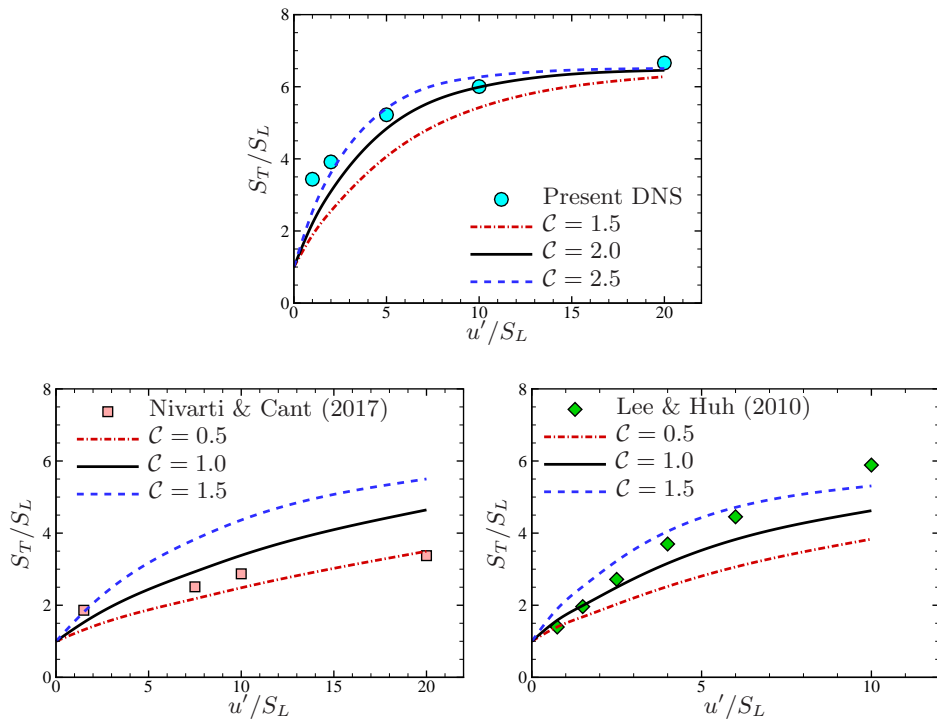 8
6
4
2
0
S_T/S_L
0 5 10 15 20
u′/S_L
Present DNS
𝒞 = 1.5
𝒞 = 2.0
𝒞 = 2.5
8
6
4
2
0
S_T/S_L
0 5 10 15 20
u′/S_L
Nivarti & Cant (2017)
𝒞 = 0.5
𝒞 = 1.0
𝒞 = 1.5
8
6
4
2
0
S_T/S_L
0 5 10
u′/S_L
Lee & Huh (2010)
𝒞 = 0.5
𝒞 = 1.0
𝒞 = 1.5